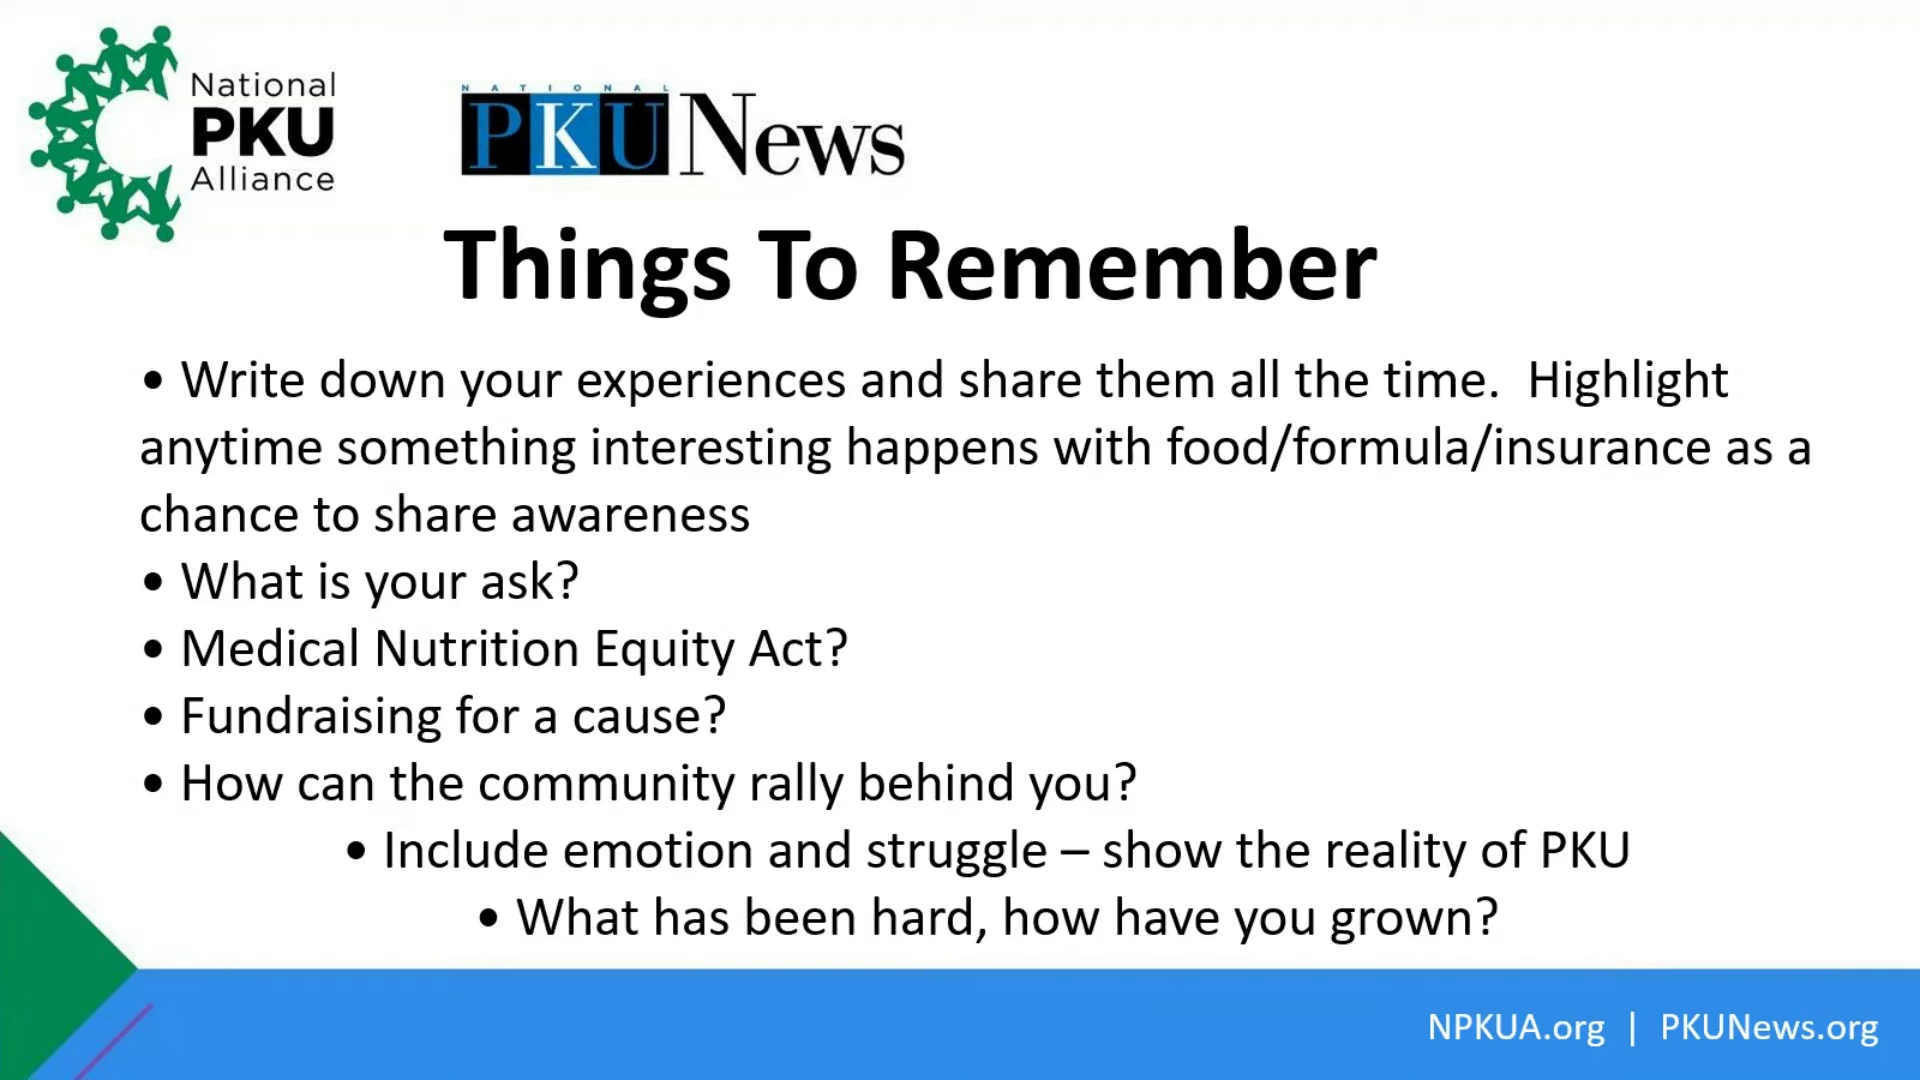 National
PKU
Alliance
NATIONAL
PKU News
Things To Remember
• Write down your experiences and share them all the time.  Highlight
anytime something interesting happens with food/formula/insurance as a
chance to share awareness
• What is your ask?
• Medical Nutrition Equity Act?
• Fundraising for a cause?
• How can the community rally behind you?
• Include emotion and struggle – show the reality of PKU
• What has been hard, how have you grown?
NPKUA.org | PKUNews.org